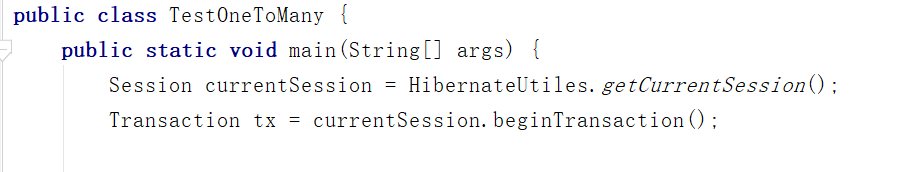 public class TestOneToMany {
public static void main(String[] args) {
Session currentSession = HibernateUtiles.getCurrentSession();
Transaction tx = currentSession.beginTransaction();